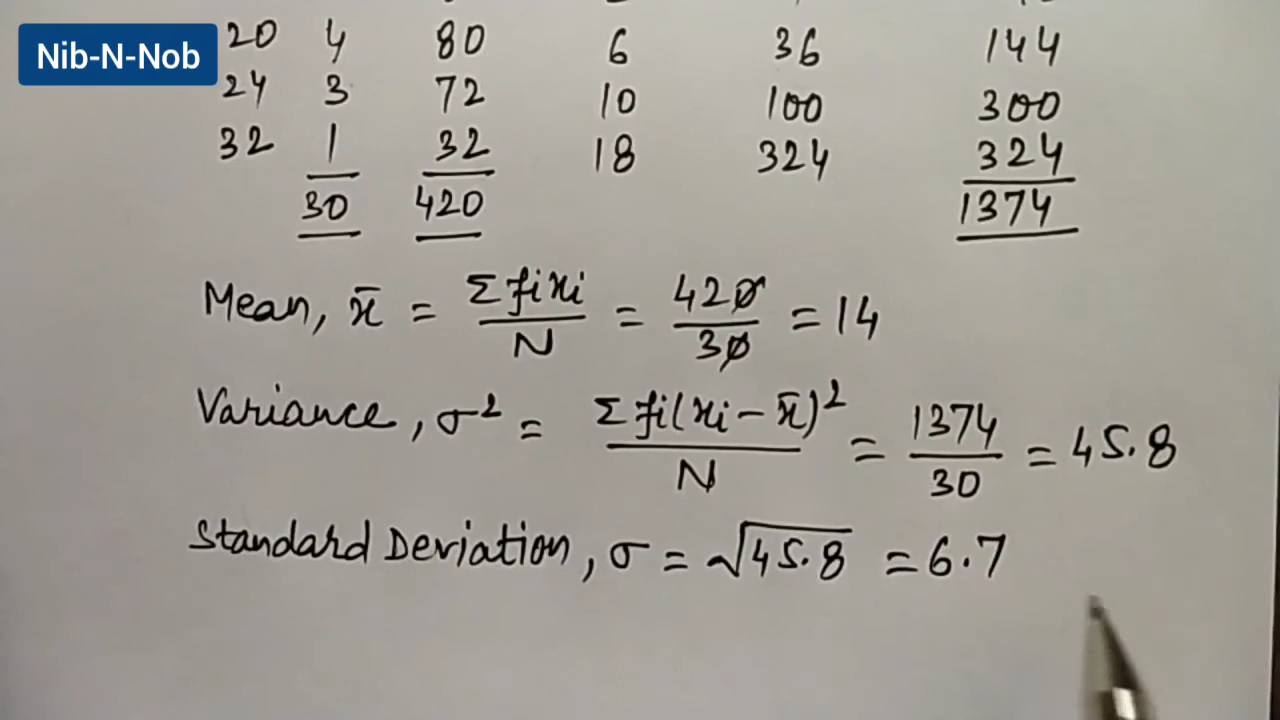 Nib-N-Nob
20 4 80 6 36 144
24 3 72 10 100 300
32 1 32 18 324 324
30 420 1374
Mean, x̄ = Σfixi / N = 420 / 30 = 14
Variance, σ² = Σfi(xi − x̄)² / N = 1374 / 30 = 45.8
Standard Deviation, σ = √45.8 = 6.7